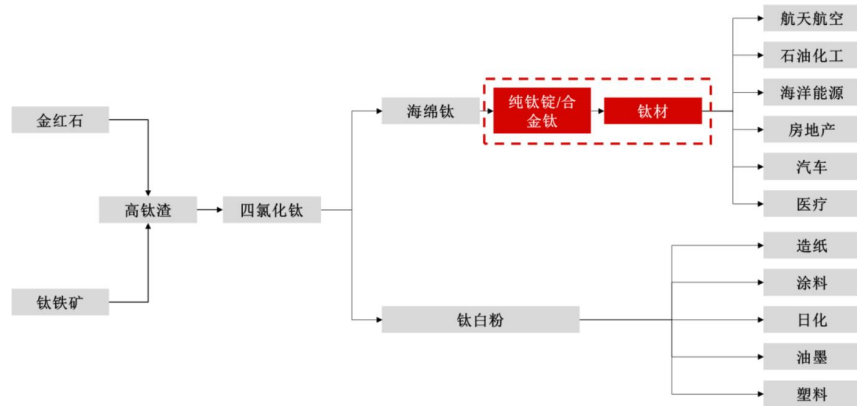 金红石
钛铁矿
高钛渣
四氯化钛
海绵钛
纯钛锭/合
金钛
钛材
钛白粉
航天航空
石油化工
海洋能源
房地产
汽车
医疗
造纸
涂料
日化
油墨
塑料